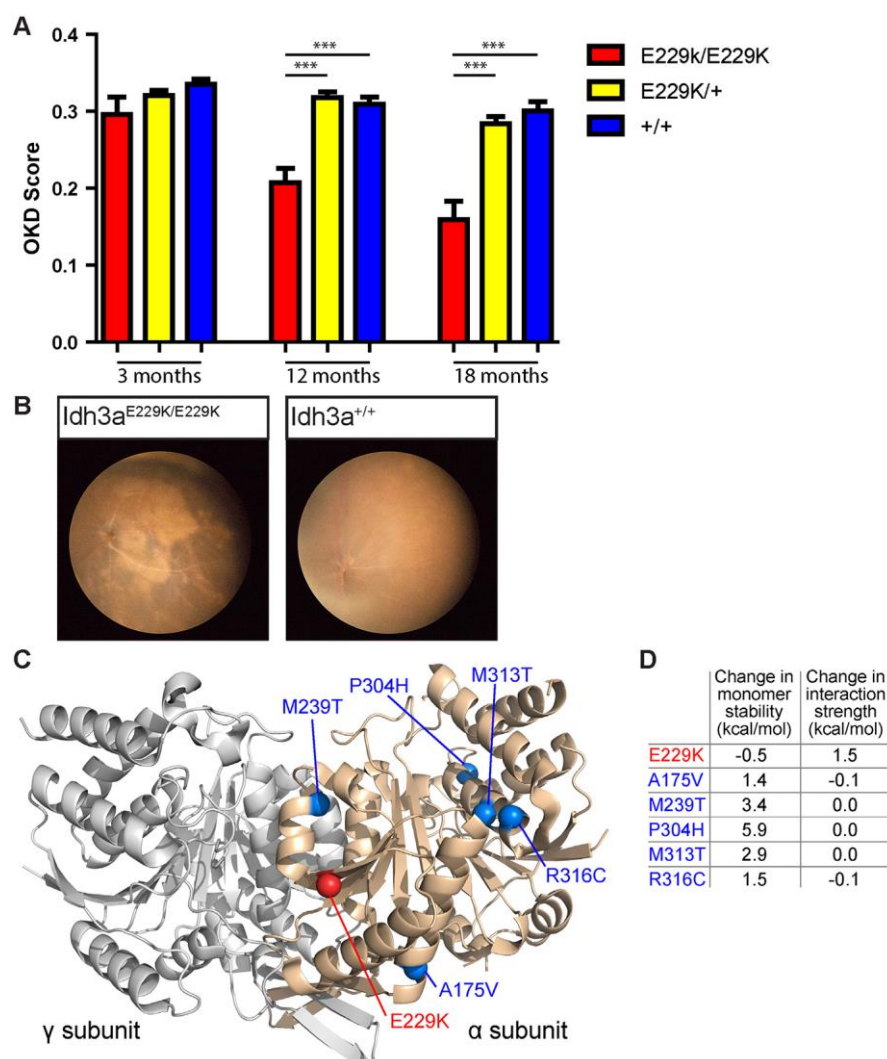 A
0.4
0.3
0.2
0.1
0.0
OKD Score
***
***
***
***
3 months
12 months
18 months
E229k/E229K
E229K/+
+/+
B
Idh3aE229K/E229K
Idh3a+/+
C
M239T
P304H
M313T
R316C
A175V
E229K
γ subunit
α subunit
D
Change in monomer stability (kcal/mol)
Change in interaction strength (kcal/mol)
E229K -0.5 1.5
A175V 1.4 -0.1
M239T 3.4 0.0
P304H 5.9 0.0
M313T 2.9 0.0
R316C 1.5 -0.1